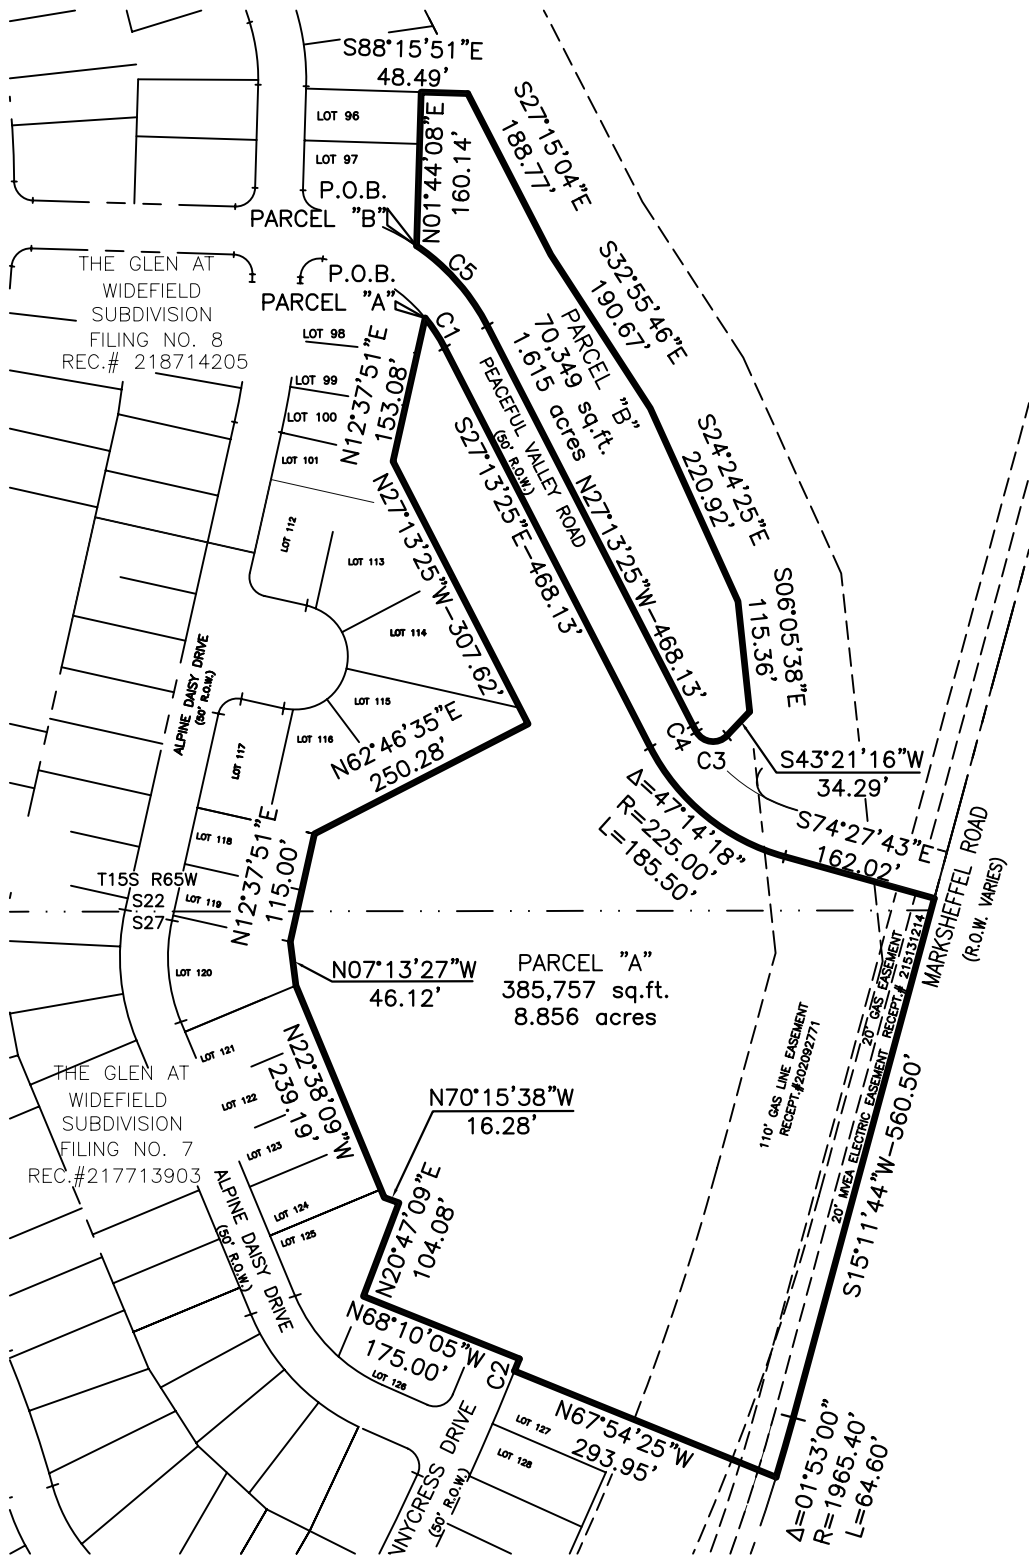 S88°15'51"E
48.49'
LOT 96
LOT 97
N01°44'08"E
160.14'
S27°15'04"E
188.77'
P.O.B.
PARCEL "B"
P.O.B.
PARCEL "A"
THE GLEN AT
WIDEFIELD
SUBDIVISION
FILING NO. 8
REC.# 218714205
C5
C1
S32°55'46"E
190.67'
LOT 98
LOT 99
LOT 100
LOT 101
N12°37'51"E
153.08'
PARCEL "B"
70,349 sq.ft.
1.615 acres
PEACEFUL VALLEY ROAD
(50' R.O.W.)
S27°13'25"E-468.13'
N27°13'25"W-468.13'
S24°24'25"E
220.92'
N27°13'25"W-307.62'
LOT 112
LOT 113
LOT 114
LOT 115
LOT 116
LOT 117
LOT 118
LOT 119
LOT 120
S06°05'38"E
115.36'
ALPINE DAISY DRIVE
(50' R.O.W.)
N62°46'35"E
250.28'
C4
C3
S43°21'16"W
34.29'
Δ=47°14'18"
R=225.00'
L=185.50'
S74°27'43"E
162.02'
MARKSHEFFEL ROAD
(R.O.W. VARIES)
N12°37'51"E
115.00'
T15S R65W
S22
S27
N07°13'27"W
46.12'
PARCEL "A"
385,757 sq.ft.
8.856 acres
110' GAS LINE EASEMENT
RECEPT.#202092771
20' GAS EASEMENT
20' MVEA ELECTRIC EASEMENT RECEPT.# 215131214
S15°11'44"W-560.50'
LOT 121
LOT 122
LOT 123
LOT 124
LOT 125
N22°38'09"W
239.19'
THE GLEN AT
WIDEFIELD
SUBDIVISION
FILING NO. 7
REC.#217713903
N70°15'38"W
16.28'
N20°47'09"E
104.08'
ALPINE DAISY DRIVE
(50' R.O.W.)
N68°10'05"W
175.00'
LOT 126
C2
LOT 127
LOT 128
N67°54'25"W
293.95'
VNYCRESS DRIVE
(50' R.O.W.)
Δ=01°53'00"
R=1965.40'
L=64.60'